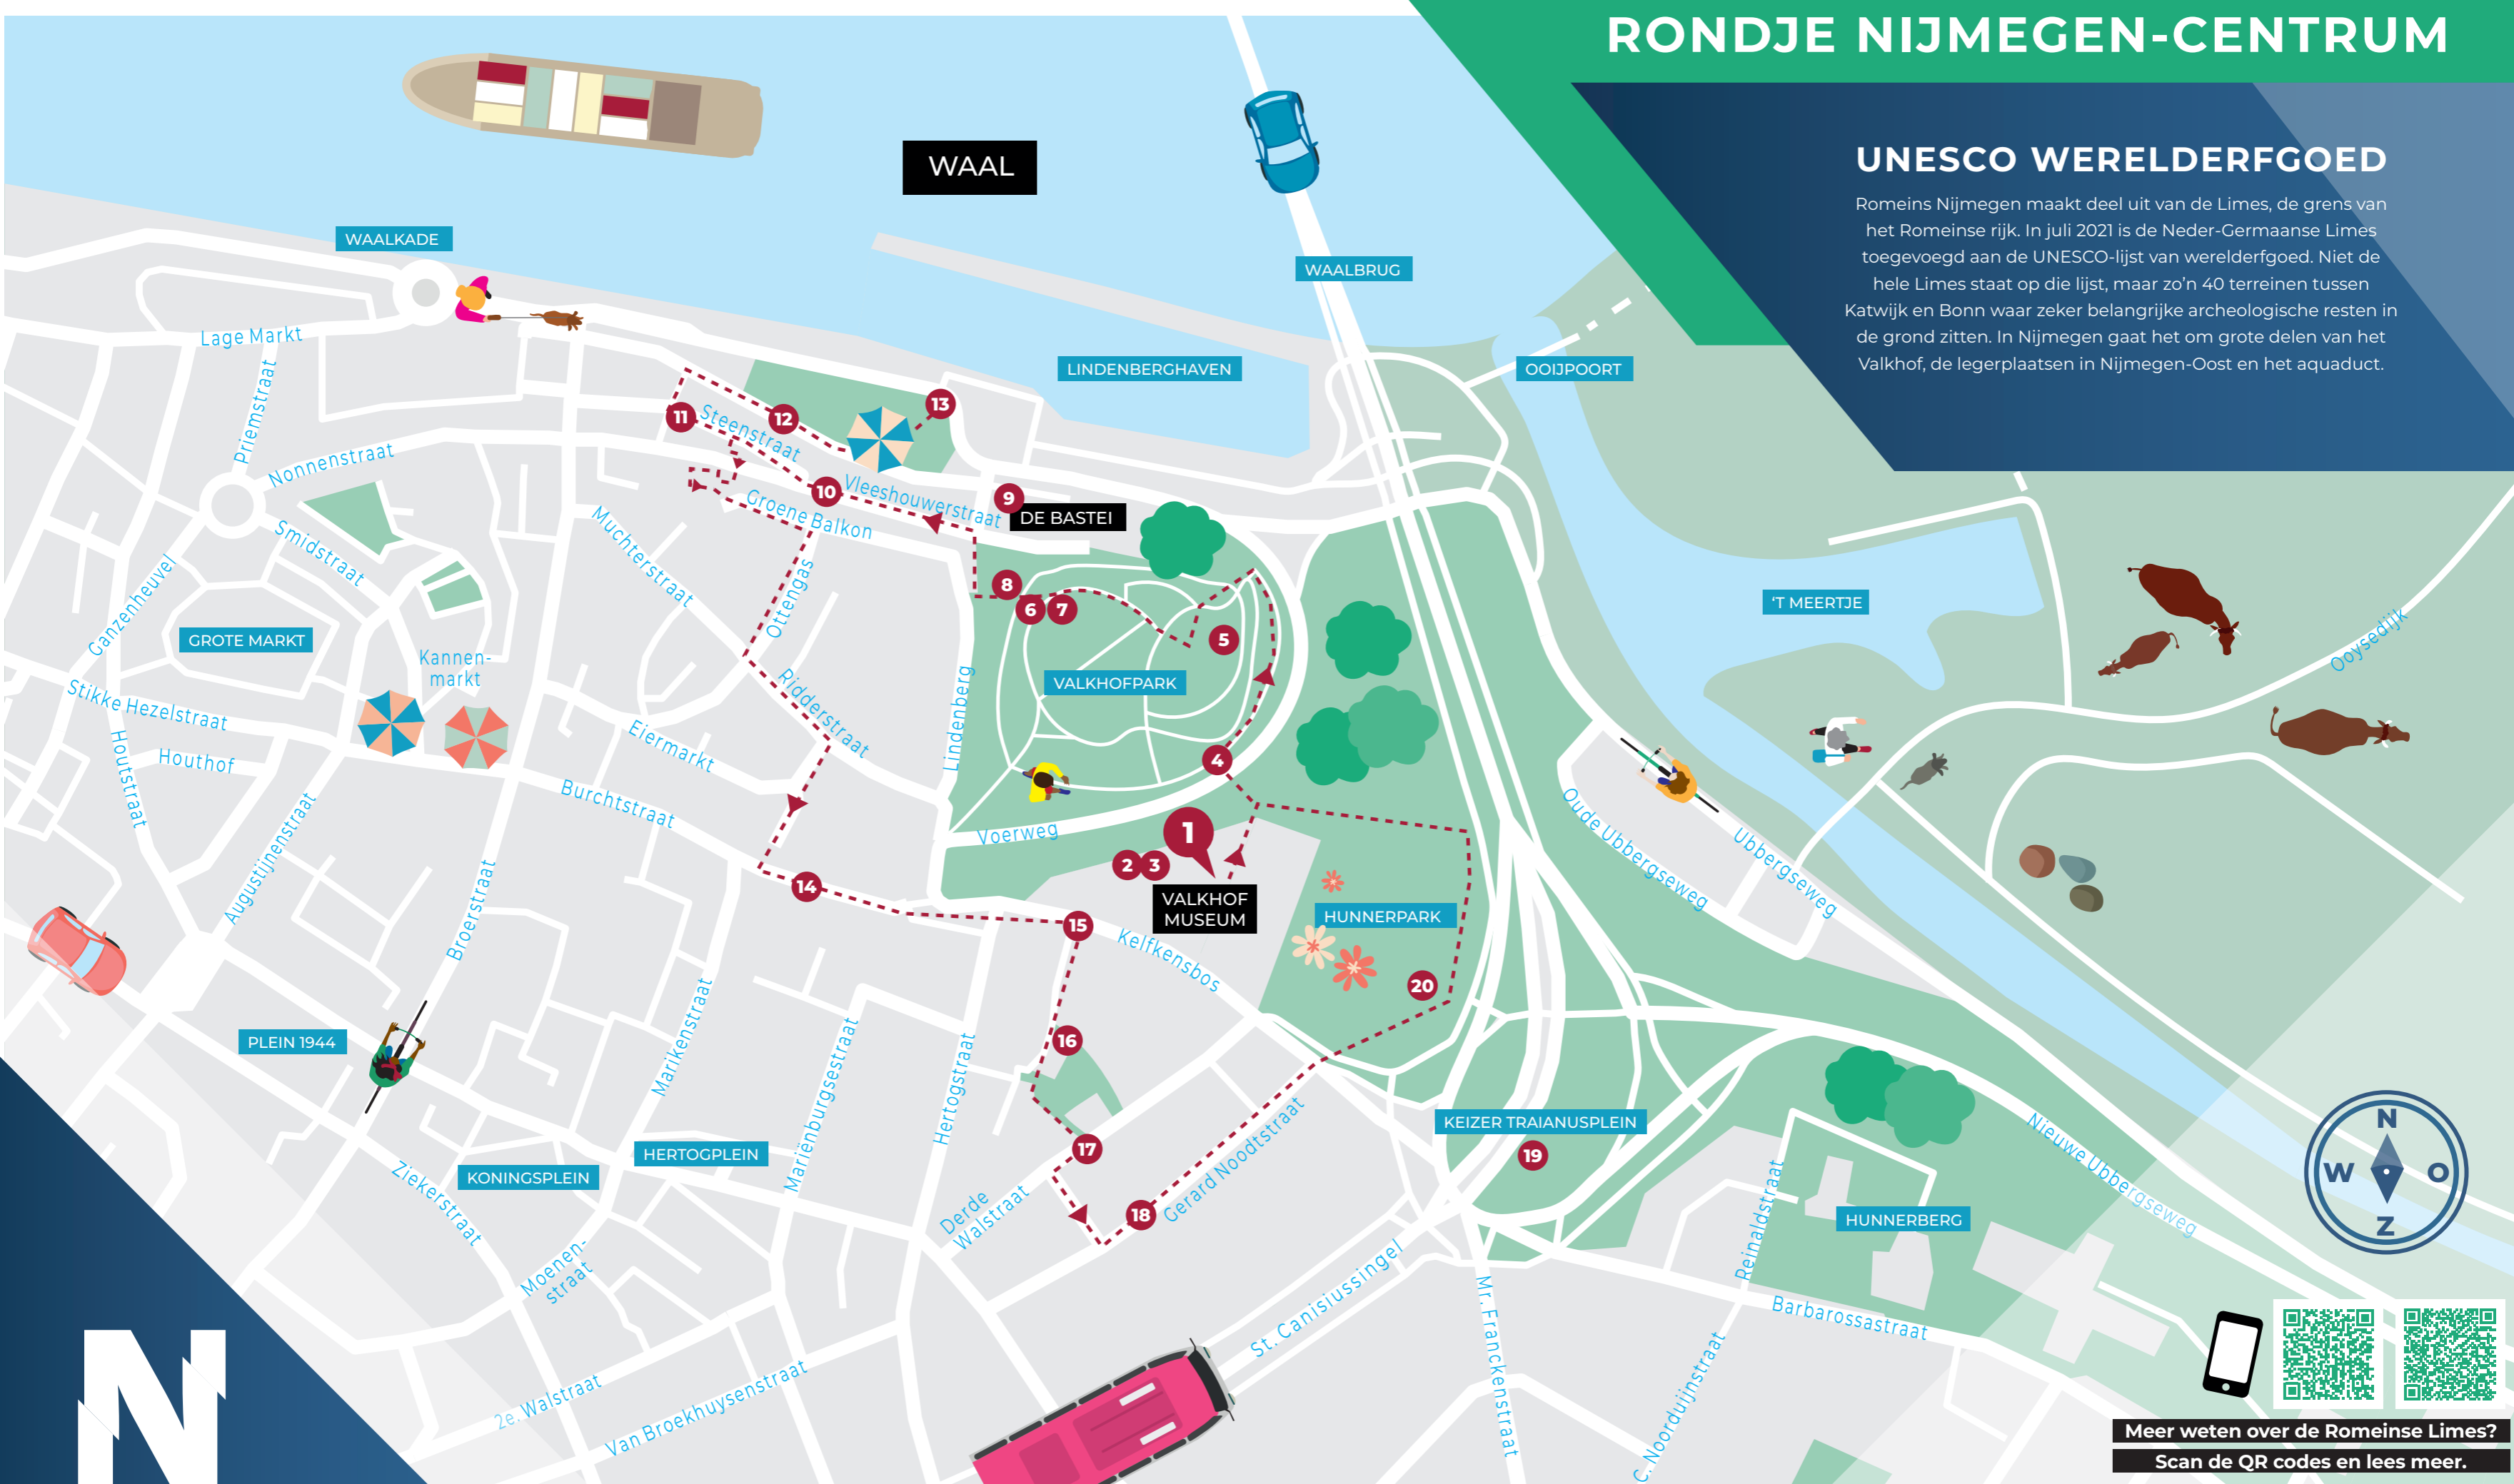 RONDJE NIJMEGEN-CENTRUM
UNESCO WERELDERFGOED
Romeins Nijmegen maakt deel uit van de Limes, de grens van
het Romeinse rijk. In juli 2021 is de Neder-Germaanse Limes
toegevoegd aan de UNESCO-lijst van werelderfgoed. Niet de
hele Limes staat op die lijst, maar zo'n 40 terreinen tussen
Katwijk en Bonn waar zeker belangrijke archeologische resten in
de grond zitten. In Nijmegen gaat het om grote delen van het
Valkhof, de legerplaatsen in Nijmegen-Oost en het aquaduct.
WAAL
WAALKADE
WAALBRUG
LINDENBERGHAVEN
OOIJPOORT
Lage Markt
Priemstraat
Nonnenstraat
11
Steenstraat
12
13
10
Vleeshouwerstraat
9
DE BASTEI
Groene Balkon
Smidstraat
Muchterstraat
Ganzenheuvel
Ottengas
8
6
7
5
'T MEERTJE
Ooysedijk
GROTE MARKT
Kannen-
markt
VALKHOFPARK
Stikke Hezelstraat
Ridderstraat
Lindenberg
Eiermarkt
Houthof
Houtstraat
4
Burchtstraat
Augustijnenstraat
Voerweg
1
2
3
Oude Ubbergseweg
Ubbergseweg
14
VALKHOF
MUSEUM
HUNNERPARK
15
Kelfkensbos
Broerstraat
20
PLEIN 1944
Marikenstraat
Mariënburgsestraat
Hertogstraat
16
KEIZER TRAIANUSPLEIN
19
17
HERTOGPLEIN
KONINGSPLEIN
Ziekerstraat
Derde
Walstraat
18
Gerard Noodtstraat
Reinaldstraat
HUNNERBERG
Nieuwe Ubbergseweg
N
W
O
Z
Moenen-
straat
St. Canisiussingel
Mr. Franckenstraat
Barbarossastraat
C. Noorduijnstraat
2e. Walstraat
Van Broekhuysenstraat
N
Meer weten over de Romeinse Limes?
Scan de QR codes en lees meer.